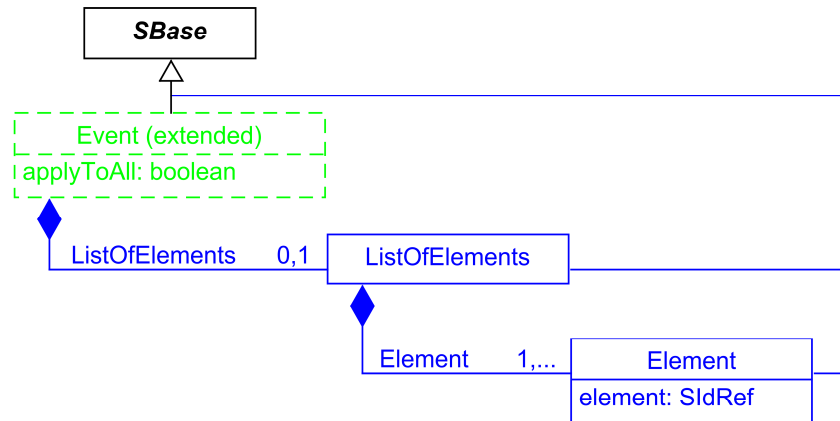 SBase
Event (extended)
applyToAll: boolean
ListOfElements 0,1
ListOfElements
Element 1,...
Element
element: SIdRef